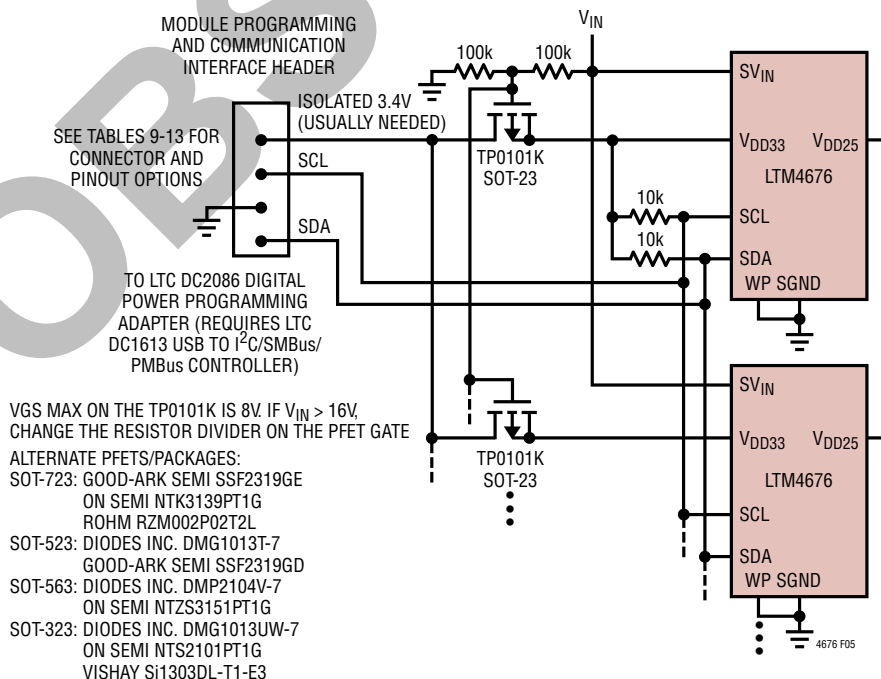 MODULE PROGRAMMING
AND COMMUNICATION
INTERFACE HEADER
VIN
100k
100k
ISOLATED 3.4V
(USUALLY NEEDED)
SEE TABLES 9-13 FOR
CONNECTOR AND
PINOUT OPTIONS
SCL
SDA
TP0101K
SOT-23
10k
10k
SVIN
VDD33
VDD25
LTM4676
SCL
SDA
WP SGND
TO LTC DC2086 DIGITAL
POWER PROGRAMMING
ADAPTER (REQUIRES LTC
DC1613 USB TO I2C/SMBus/
PMBus CONTROLLER)
VGS MAX ON THE TP0101K IS 8V. IF VIN > 16V,
CHANGE THE RESISTOR DIVIDER ON THE PFET GATE
ALTERNATE PFETS/PACKAGES:
SOT-723: GOOD-ARK SEMI SSF2319GE
ON SEMI NTK3139PT1G
ROHM RZM002P02T2L
SOT-523: DIODES INC. DMG1013T-7
GOOD-ARK SEMI SSF2319GD
SOT-563: DIODES INC. DMP2104V-7
ON SEMI NTZS3151PT1G
SOT-323: DIODES INC. DMG1013UW-7
ON SEMI NTS2101PT1G
VISHAY Si1303DL-T1-E3
TP0101K
SOT-23
SVIN
VDD33
VDD25
LTM4676
SCL
SDA
WP SGND
4676 F05
OBS